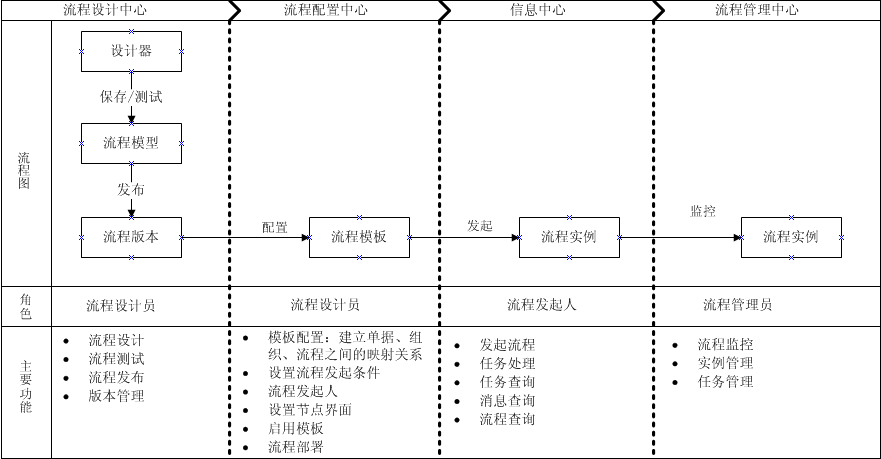 流程设计中心
流程配置中心
信息中心
流程管理中心
流程图
设计器
保存/测试
流程模型
发布
流程版本
配置
流程模板
发起
流程实例
监控
流程实例
角色
流程设计员
流程设计员
流程发起人
流程管理员
主要功能
流程设计
流程测试
流程发布
版本管理
模板配置：建立单据、组
织、流程之间的映射关系
设置流程发起条件
流程发起人
设置节点界面
启用模板
流程部署
发起流程
任务处理
任务查询
消息查询
流程查询
流程监控
实例管理
任务管理